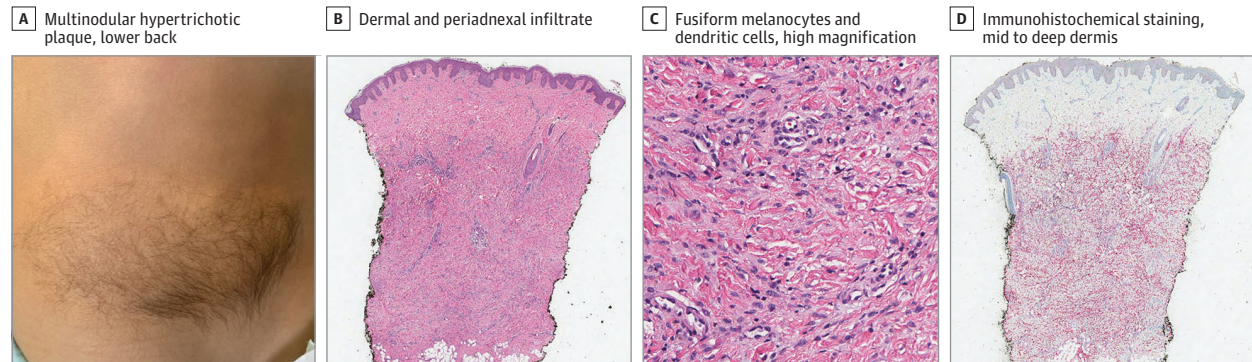 A Multinodular hypertrichotic
plaque, lower back
B Dermal and periadnexal infiltrate
C Fusiform melanocytes and
dendritic cells, high magnification
D Immunohistochemical staining,
mid to deep dermis